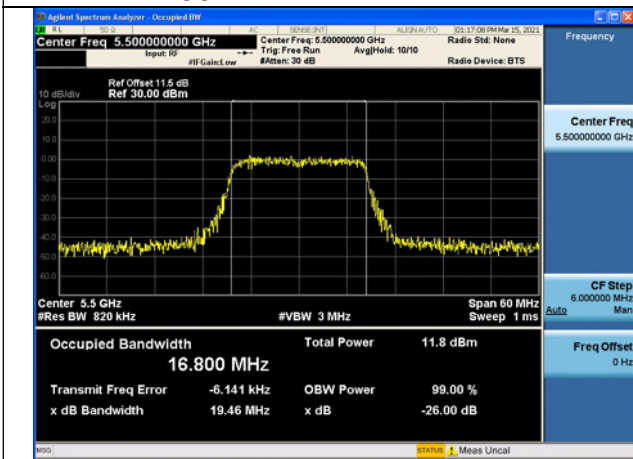 Agilent Spectrum Analyzer - Occupied BW
RL 50 Ω AC SENSE:INT ALIGN AUTO 01:17:08 PM Mar 15, 2021
Center Freq 5.500000000 GHz
Input: RF
#IFGain:Low
Center Freq: 5.500000000 GHz
Trig: Free Run Avg|Hold: 10/10
#Atten: 30 dB
Radio Std: None
Radio Device: BTS
Ref Offset 11.5 dB
10 dB/div Ref 30.00 dBm
Log
20.0
10.0
0.00
-10.0
-20.0
-30.0
-40.0
-50.0
-60.0
Center 5.5 GHz Span 60 MHz
#Res BW 820 kHz #VBW 3 MHz Sweep 1 ms
Occupied Bandwidth Total Power 11.8 dBm
16.800 MHz
Transmit Freq Error -6.141 kHz OBW Power 99.00 %
x dB Bandwidth 19.46 MHz x dB -26.00 dB
MSG STATUS Meas Uncal
Frequency
Center Freq
5.500000000 GHz
CF Step
6.000000 MHz
Auto Man
Freq Offset
0 Hz